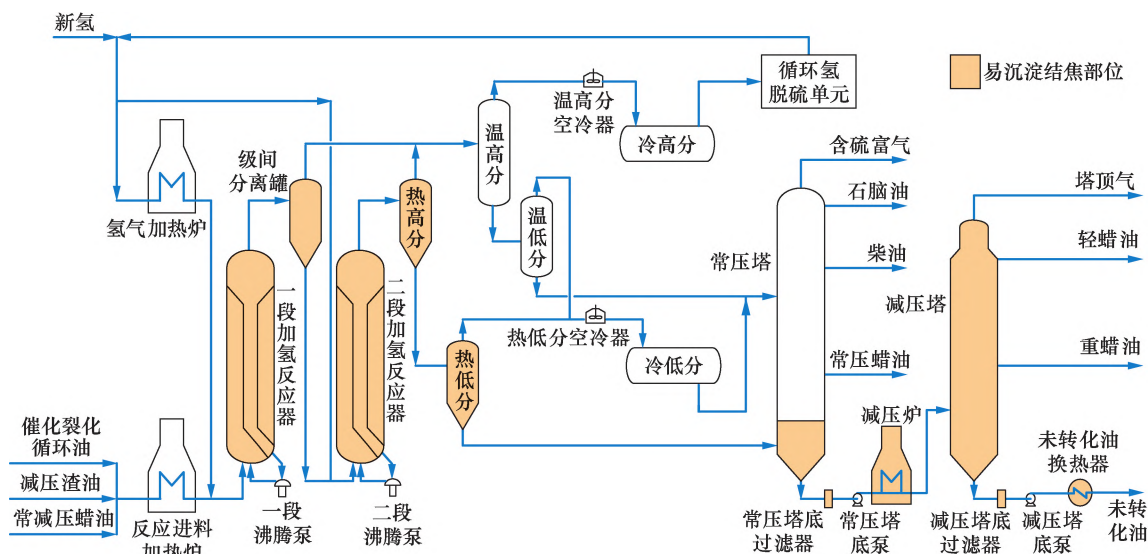 新氢
易沉淀结焦部位
循环氢
脱硫单元
温高分
空冷器
冷高分
温高分
级间
分离罐
热高分
氢气加热炉
含硫富气
石脑油
塔顶气
轻蜡油
温低分
常压塔
柴油
减压塔
一段加氢反应器
二段加氢反应器
热低分空冷器
热低分
冷低分
常压蜡油
重蜡油
减压炉
催化裂化
循环油
减压渣油
常减压蜡油
反应进料
加热炉
一段
沸腾泵
二段
沸腾泵
常压塔底
过滤器
常压塔
底泵
减压塔底
过滤器
减压塔
底泵
未转化油
换热器
未转
化油